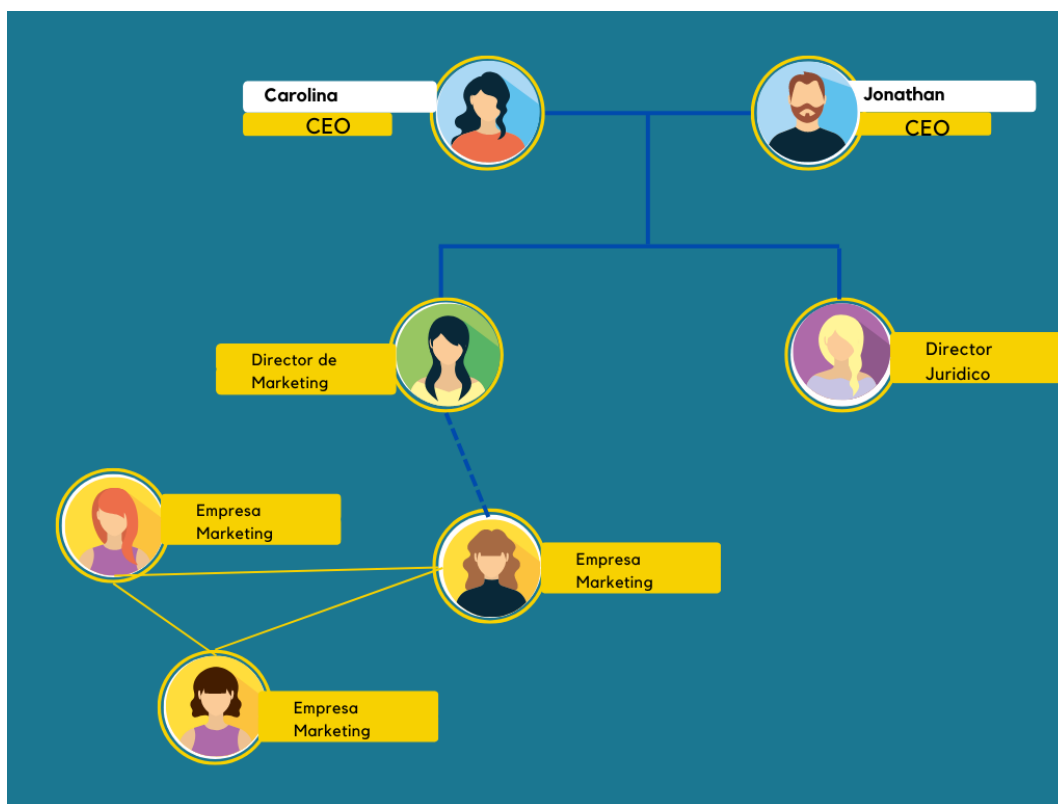 Carolina
CEO
Jonathan
CEO
Director de
Marketing
Director
Juridico
Empresa
Marketing
Empresa
Marketing
Empresa
Marketing